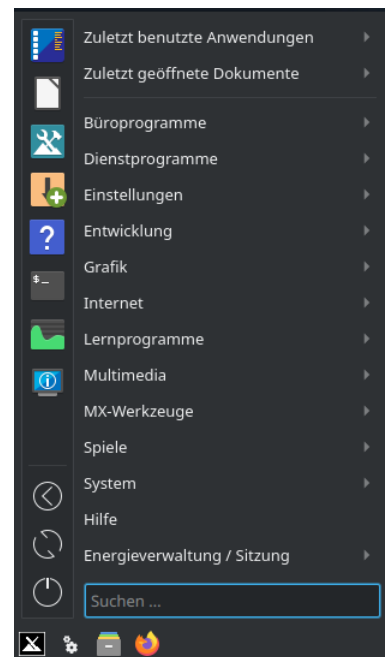 Zuletzt benutzte Anwendungen
Zuletzt geöffnete Dokumente
Büroprogramme
Dienstprogramme
Einstellungen
Entwicklung
Grafik
Internet
Lernprogramme
Multimedia
MX-Werkzeuge
Spiele
System
Hilfe
Energieverwaltung / Sitzung
Suchen ...